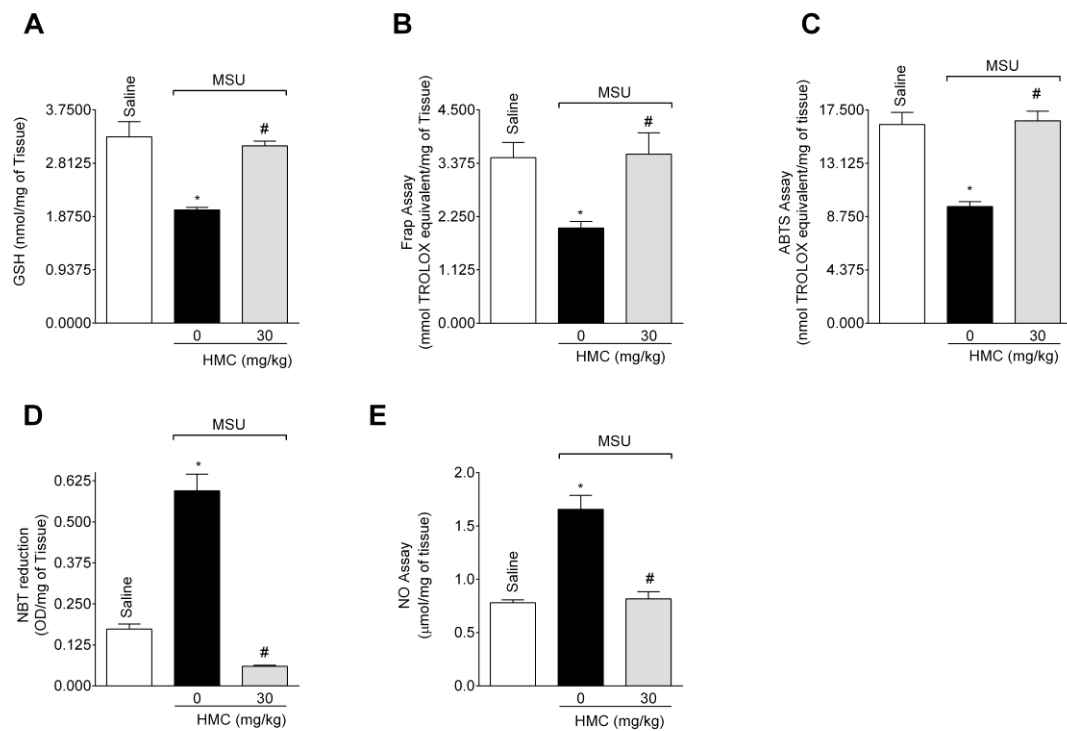 A
MSU
Saline
*
#
GSH (nmol/mg of Tissue)
3.7500
2.8125
1.8750
0.9375
0.0000
0
30
HMC (mg/kg)
B
MSU
Saline
*
#
Frap Assay
(mmol TROLOX equivalent/mg of Tissue)
4.500
3.375
2.250
1.125
0.000
0
30
HMC (mg/kg)
C
MSU
Saline
*
#
ABTS Assay
(nmol TROLOX equivalent/mg of tissue)
17.500
13.125
8.750
4.375
0.000
0
30
HMC (mg/kg)
D
MSU
Saline
*
#
NBT reduction
(OD/mg of Tissue)
0.625
0.500
0.375
0.250
0.125
0.000
0
30
HMC (mg/kg)
E
MSU
Saline
*
#
NO Assay
(μmol/mg of tissue)
2.0
1.5
1.0
0.5
0.0
0
30
HMC (mg/kg)